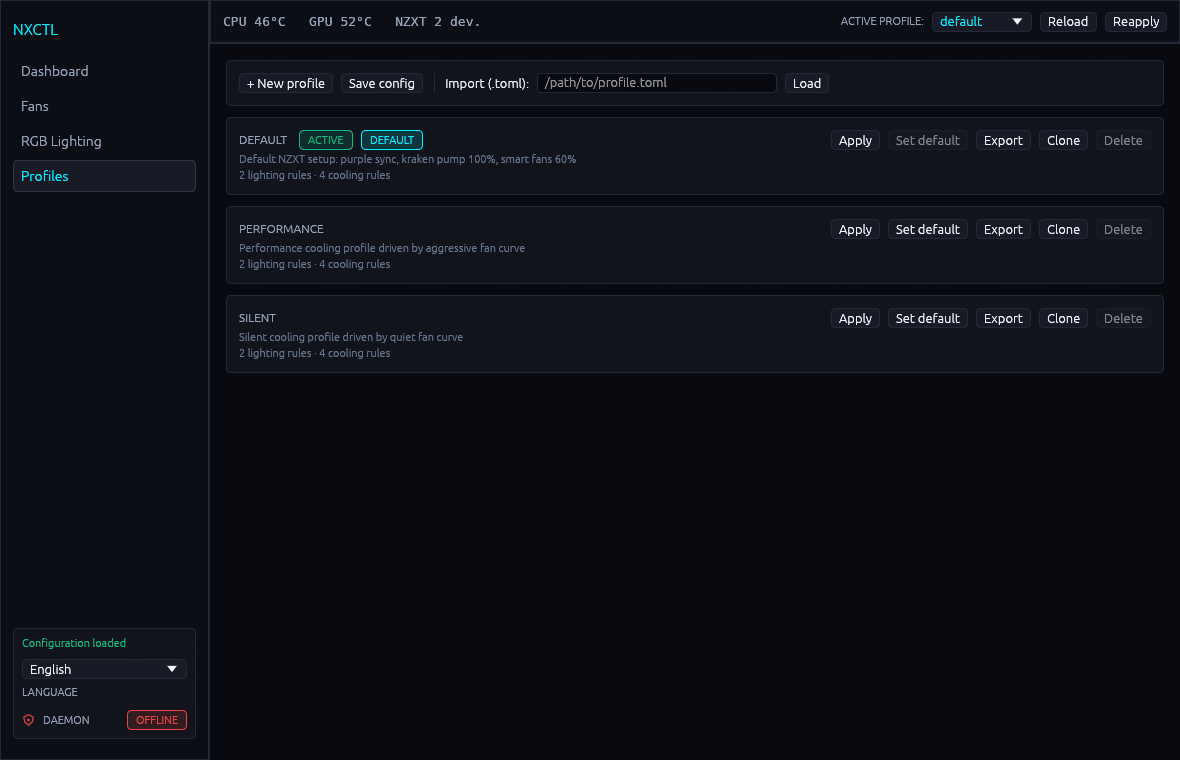 NXCTL
Dashboard
Fans
RGB Lighting
Profiles
Configuration loaded
English
LANGUAGE
DAEMON OFFLINE
CPU 46°C GPU 52°C NZXT 2 dev.
ACTIVE PROFILE: default Reload Reapply
+ New profile Save config Import (.toml): /path/to/profile.toml Load
DEFAULT ACTIVE DEFAULT Apply Set default Export Clone Delete
Default NZXT setup: purple sync, kraken pump 100%, smart fans 60%
2 lighting rules · 4 cooling rules
PERFORMANCE Apply Set default Export Clone Delete
Performance cooling profile driven by aggressive fan curve
2 lighting rules · 4 cooling rules
SILENT Apply Set default Export Clone Delete
Silent cooling profile driven by quiet fan curve
2 lighting rules · 4 cooling rules